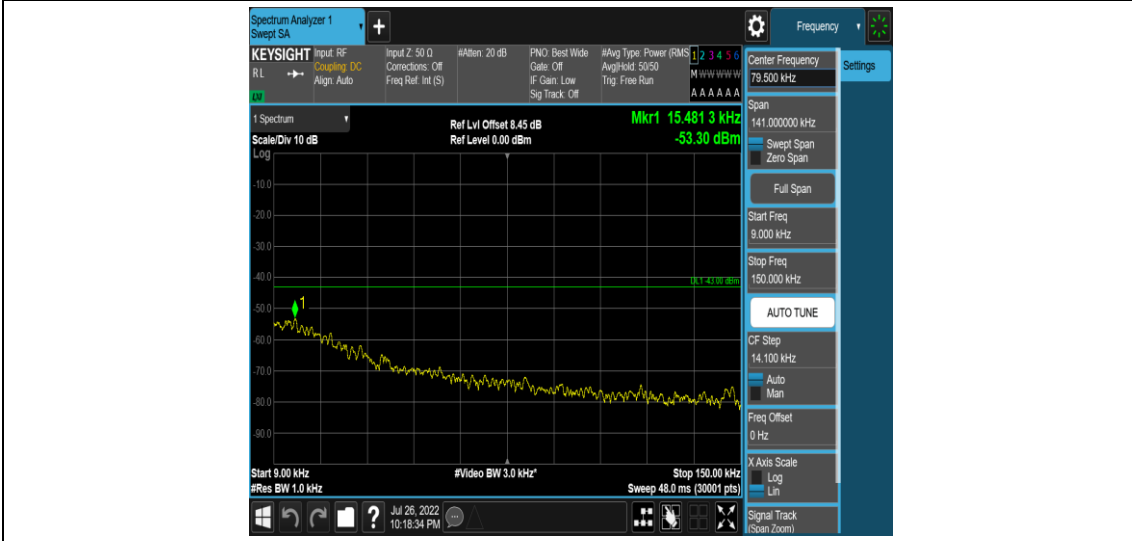 Spectrum Analyzer 1
Swept SA
+
Frequency
KEYSIGHT
RL
LXI
Input: RF
Coupling: DC
Align: Auto
Input Z: 50 Ω
Corrections: Off
Freq Ref: Int (S)
#Atten: 20 dB
PNO: Best Wide
Gate: Off
IF Gain: Low
Sig Track: Off
#Avg Type: Power (RMS
Avg|Hold: 50/50
Trig: Free Run
1 2 3 4 5 6
M W W W W W
A A A A A A
1 Spectrum
Scale/Div 10 dB
Log
Ref Lvl Offset 8.45 dB
Ref Level 0.00 dBm
Mkr1 15.481 3 kHz
-53.30 dBm
-10.0
-20.0
-30.0
-40.0
DL1 -43.00 dBm
1
-50.0
-60.0
-70.0
-80.0
-90.0
Start 9.00 kHz
#Res BW 1.0 kHz
#Video BW 3.0 kHz*
Stop 150.00 kHz
Sweep 48.0 ms (30001 pts)
?
Jul 26, 2022
10:18:34 PM
Center Frequency
79.500 kHz
Settings
Span
141.000000 kHz
Swept Span
Zero Span
Full Span
Start Freq
9.000 kHz
Stop Freq
150.000 kHz
AUTO TUNE
CF Step
14.100 kHz
Auto
Man
Freq Offset
0 Hz
X Axis Scale
Log
Lin
Signal Track
(Span Zoom)